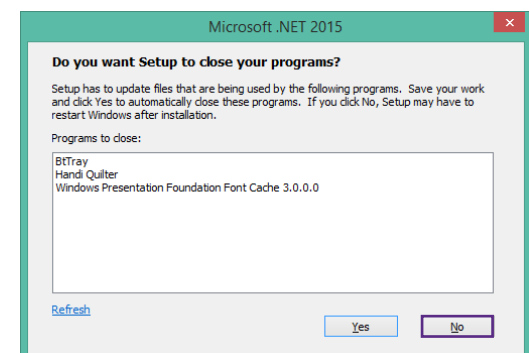 Microsoft .NET 2015
Do you want Setup to close your programs?
Setup has to update files that are being used by the following programs. Save your work
and click Yes to automatically close these programs. If you click No, Setup may have to
restart Windows after installation.
Programs to close:
BtTray
Handi Quilter
Windows Presentation Foundation Font Cache 3.0.0.0
Refresh
Yes
No